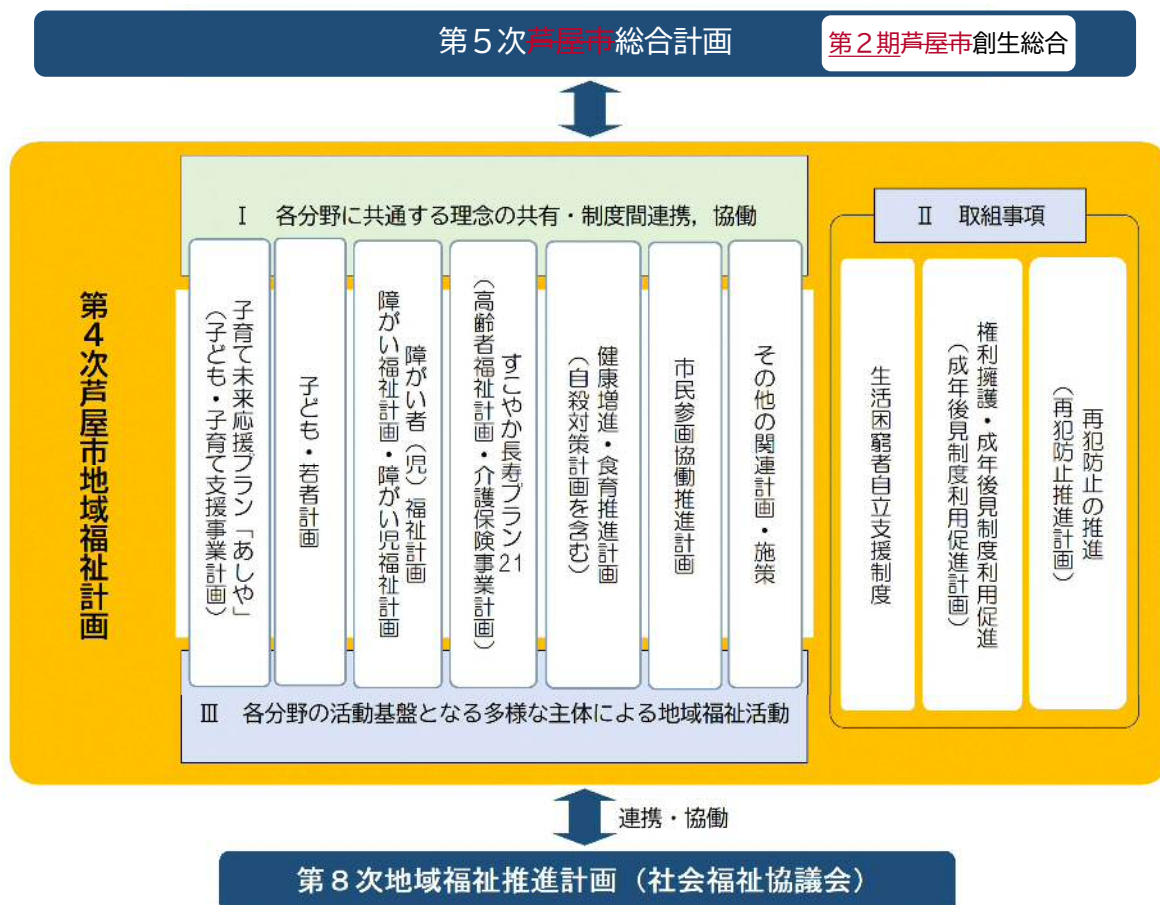 第５次芦屋市総合計画
第２期芦屋市創生総合
Ⅰ　各分野に共通する理念の共有・制度間連携，協働
Ⅱ　取組事項
第４次芦屋市地域福祉計画
子育て未来応援プラン「あしや」
（子ども・子育て支援事業計画）
子ども・若者計画
障がい者（児）福祉計画
障がい福祉計画・障がい児福祉計画
すこやか長寿プラン21
（高齢者福祉計画・介護保険事業計画）
健康増進・食育推進計画
（自殺対策計画を含む）
市民参画協働推進計画
その他の関連計画・施策
生活困窮者自立支援制度
権利擁護・成年後見制度利用促進
（成年後見制度利用促進計画）
再犯防止の推進
（再犯防止推進計画）
Ⅲ　各分野の活動基盤となる多様な主体による地域福祉活動
連携・協働
第８次地域福祉推進計画（社会福祉協議会）